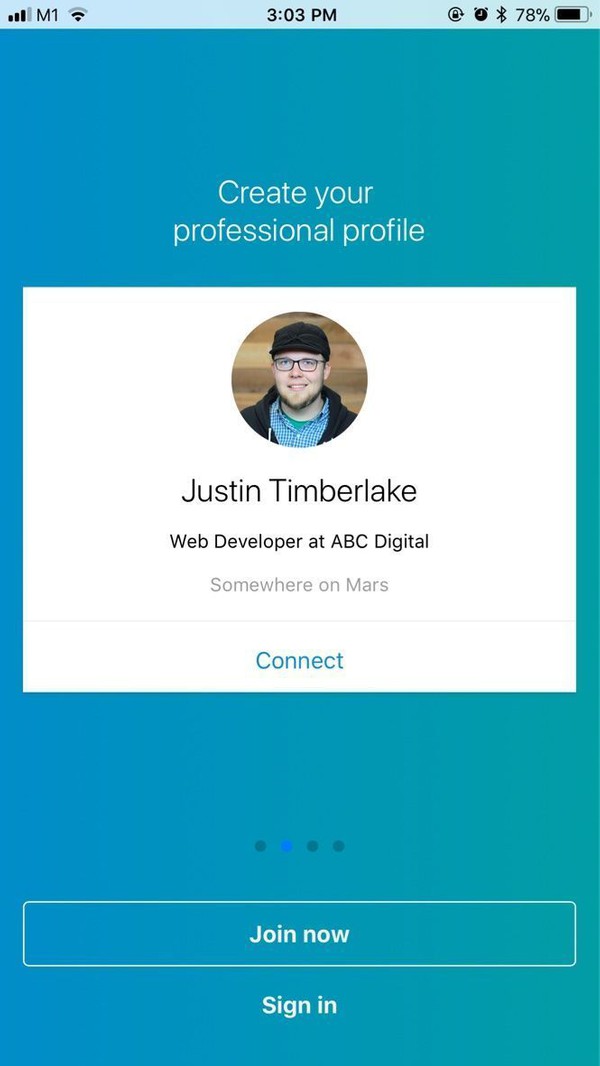 M1 3:03 PM 78%
Create your
professional profile
Justin Timberlake
Web Developer at ABC Digital
Somewhere on Mars
Connect
Join now
Sign in